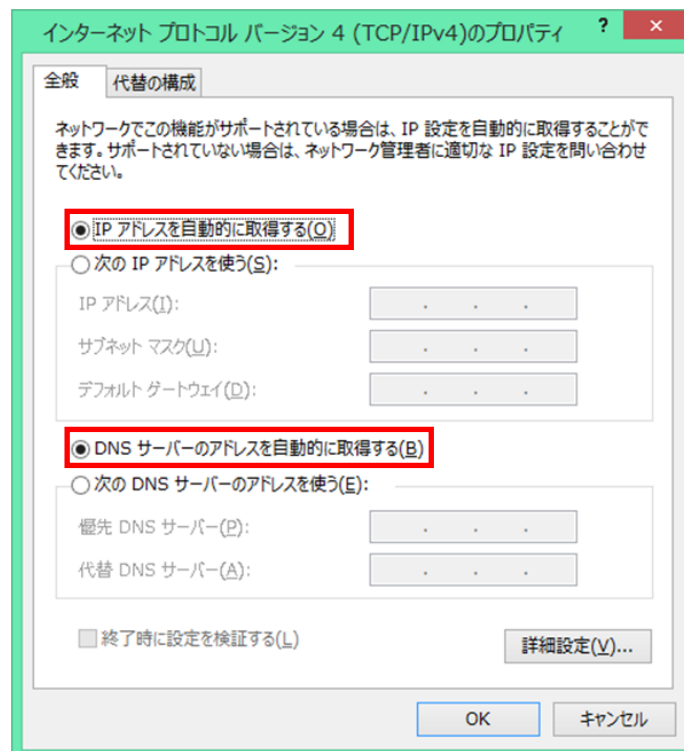 インターネット プロトコル バージョン 4 (TCP/IPv4)のプロパティ
?
×
全般
代替の構成
ネットワークでこの機能がサポートされている場合は、IP 設定を自動的に取得することがで
きます。サポートされていない場合は、ネットワーク管理者に適切な IP 設定を問い合わせ
てください。
IP アドレスを自動的に取得する(O)
次の IP アドレスを使う(S):
IP アドレス(I):
. . .
サブネット マスク(U):
. . .
デフォルト ゲートウェイ(D):
. . .
DNS サーバーのアドレスを自動的に取得する(B)
次の DNS サーバーのアドレスを使う(E):
優先 DNS サーバー(P):
. . .
代替 DNS サーバー(A):
. . .
終了時に設定を検証する(L)
詳細設定(V)...
OK
キャンセル